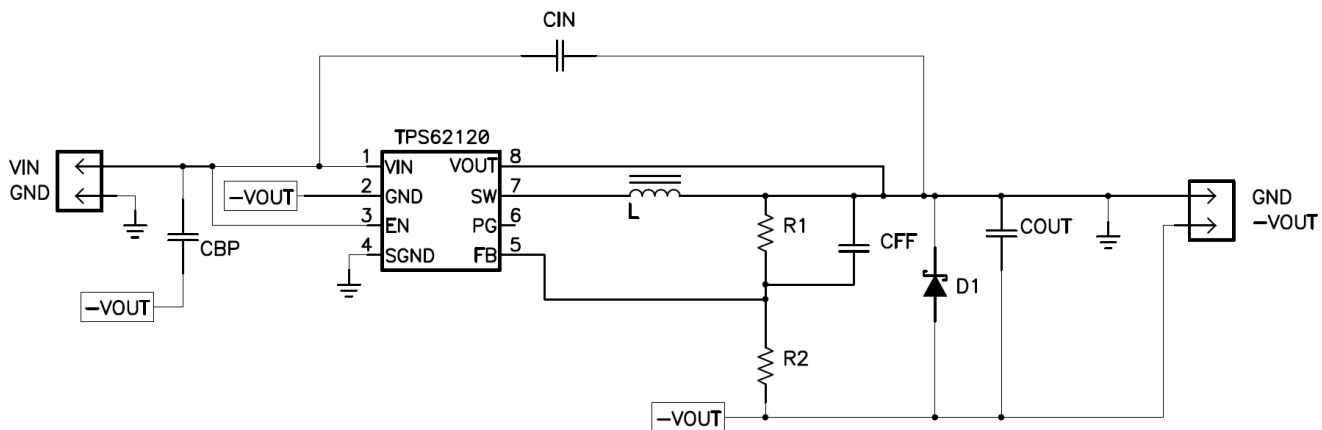 CIN
TPS62120
VIN
GND
1 VIN VOUT 8
-VOUT 2 GND SW 7
3 EN PG 6
4 SGND FB 5
CBP
-VOUT
L
R1
CFF
R2
D1
COUT
GND
-VOUT
-VOUT